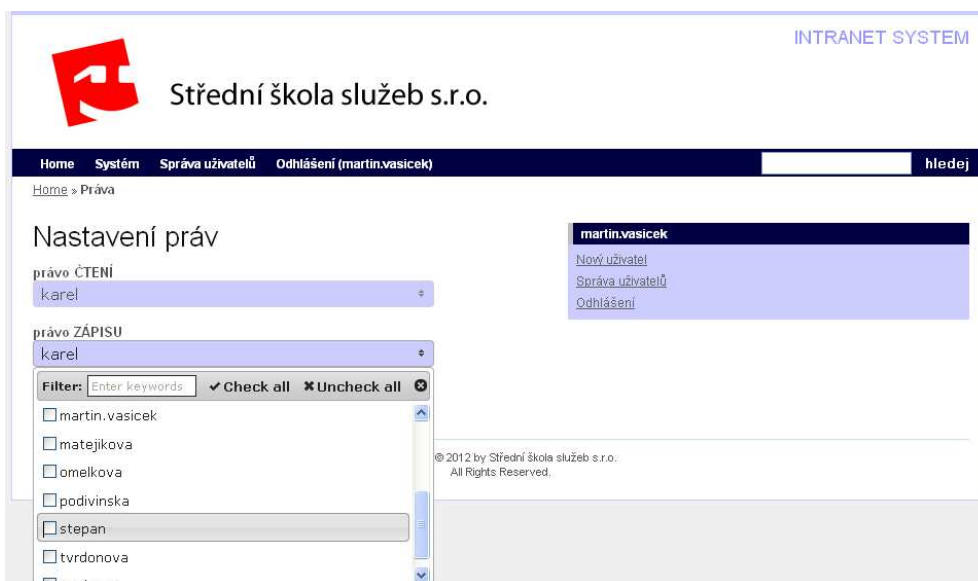 INTRANET SYSTEM
Střední škola služeb s.r.o.
Home Systém Správa uživatelů Odhlášení (martin.vasicek) hledej
Home » Práva
Nastavení práv
právo ČTENÍ
karel
právo ZÁPISU
karel
Filter: Enter keywords Check all Uncheck all
martin.vasicek
matejikova
omelkova
podivinska
stepan
tvrdonova
martin.vasicek
Nový uživatel
Správa uživatelů
Odhlášení
© 2012 by Střední škola služeb s.r.o.
All Rights Reserved.